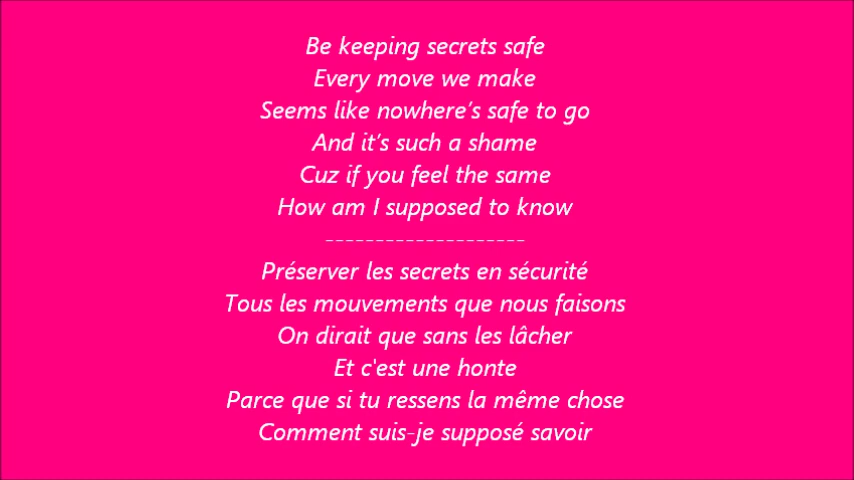 Be keeping secrets safe
Every move we make
Seems like nowhere's safe to go
And it's such a shame
Cuz if you feel the same
How am I supposed to know
--------------------
Préserver les secrets en sécurité
Tous les mouvements que nous faisons
On dirait que sans les lâcher
Et c'est une honte
Parce que si tu ressens la même chose
Comment suis-je supposé savoir